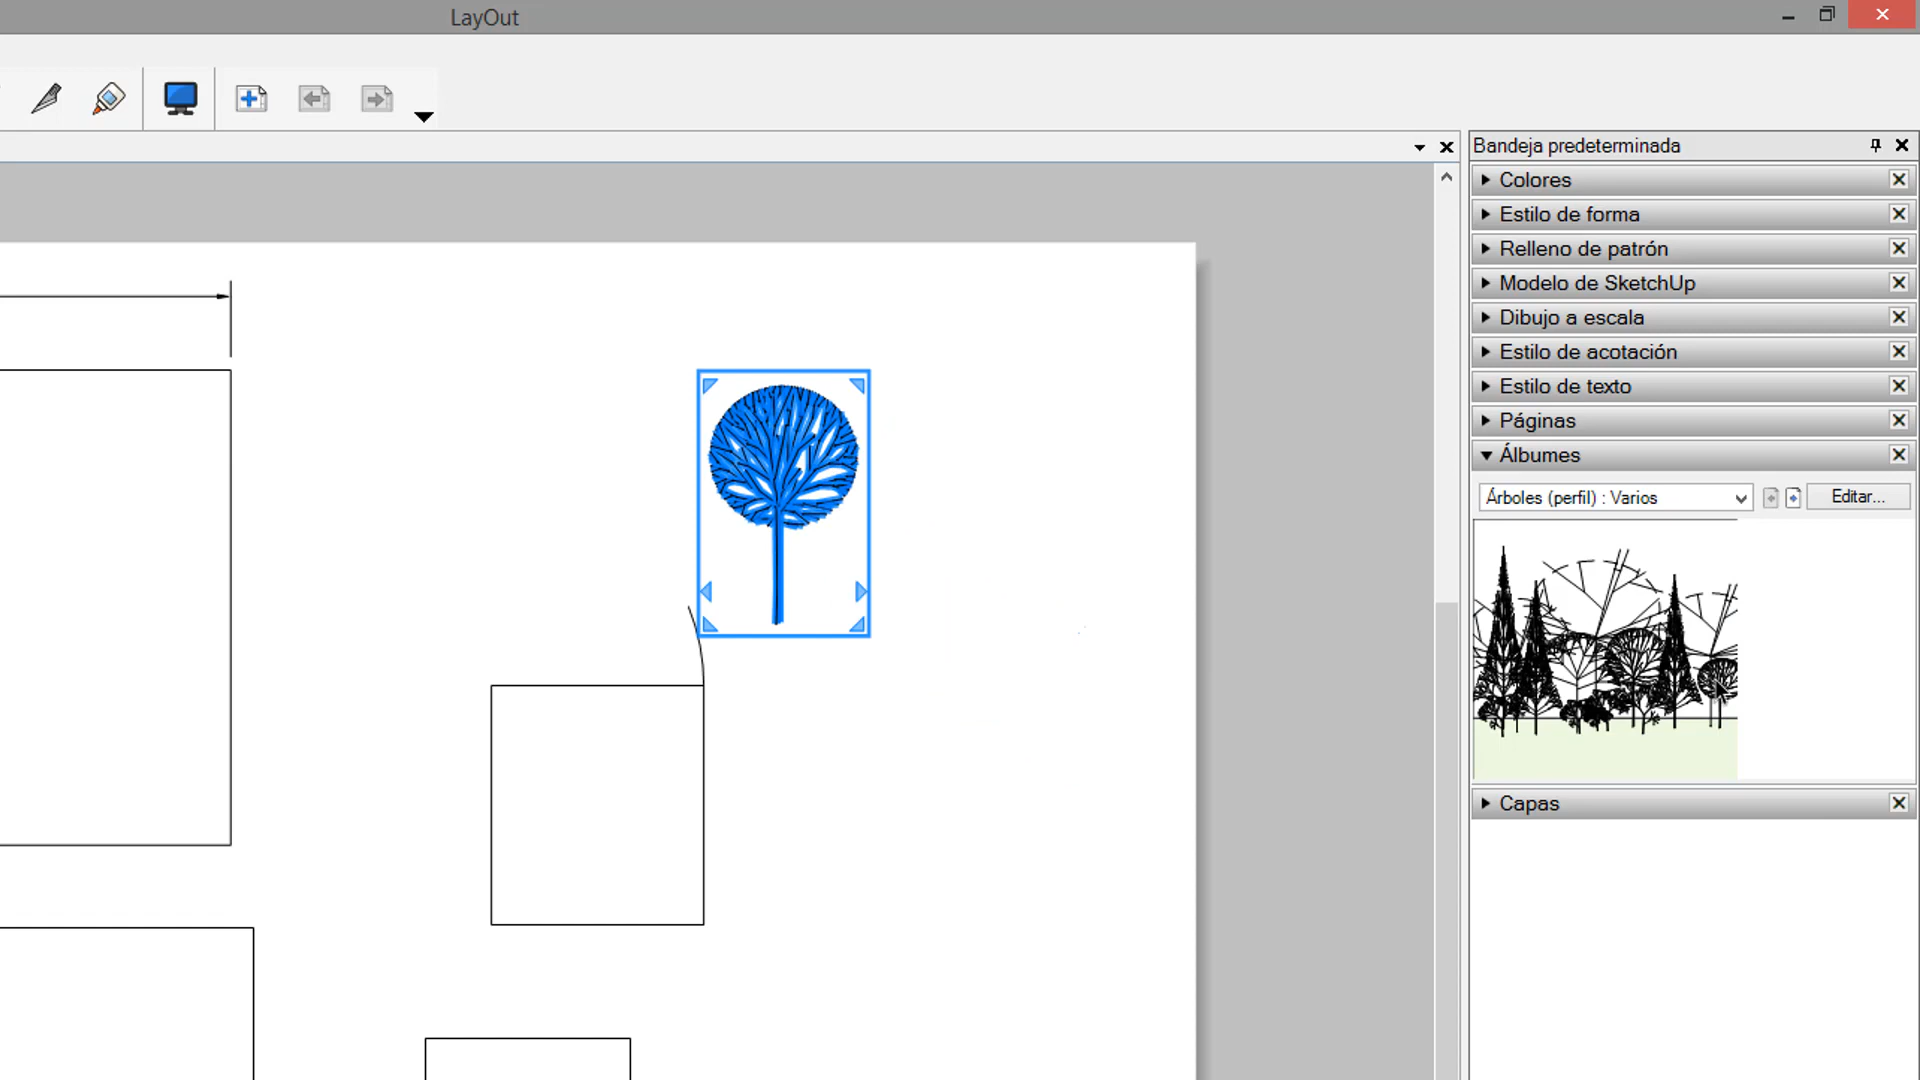 LayOut
Bandeja predeterminada
Colores
Estilo de forma
Relleno de patrón
Modelo de SketchUp
Dibujo a escala
Estilo de acotación
Estilo de texto
Páginas
Álbumes
Árboles (perfil) : Varios
Editar...
Capas